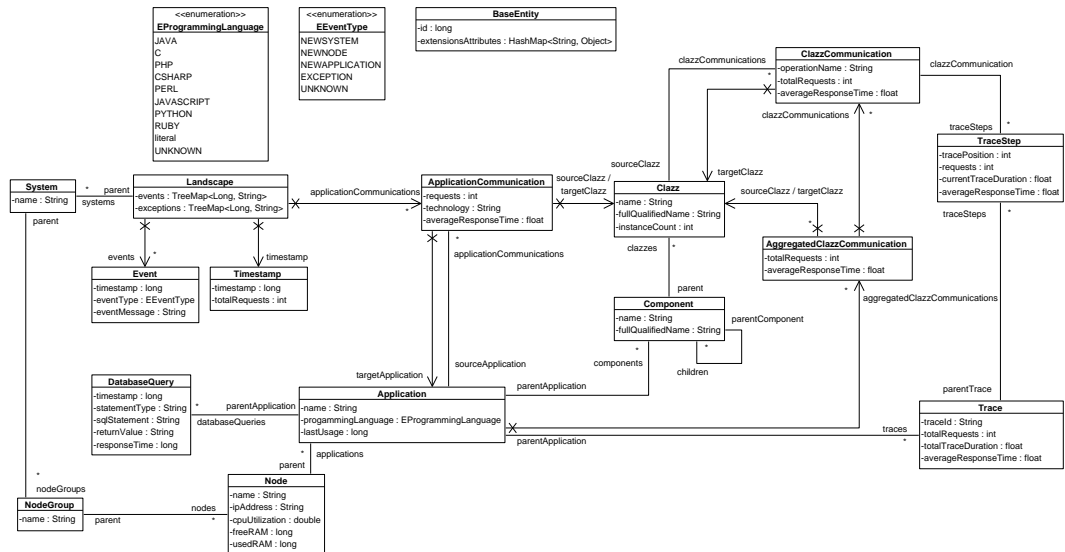 <<enumeration>>
EProgrammingLanguage
JAVA
C
PHP
CSHARP
PERL
JAVASCRIPT
PYTHON
RUBY
literal
UNKNOWN
<<enumeration>>
EEventType
NEWSYSTEM
NEWNODE
NEWAPPLICATION
EXCEPTION
UNKNOWN
BaseEntity
-id : long
-extensionsAttributes : HashMap<String, Object>
clazzCommunications
*
ClazzCommunication
-operationName : String
-totalRequests : int
-averageResponseTime : float
clazzCommunication
clazzCommunications
*
traceSteps
*
TraceStep
-tracePosition : int
-requests : int
-currentTraceDuration : float
-averageResponseTime : float
traceSteps
*
System
-name : String
*
parent
systems
parent
Landscape
-events : TreeMap<Long, String>
-exceptions : TreeMap<Long, String>
applicationCommunications
*
ApplicationCommunication
-requests : int
-technology : String
-averageResponseTime : float
*
applicationCommunications
sourceClazz /
targetClazz
sourceClazz
targetClazz
Clazz
-name : String
-fullQualifiedName : String
-instanceCount : int
sourceClazz / targetClazz
*
AggregatedClazzCommunication
-totalRequests : int
-averageResponseTime : float
*
aggregatedClazzCommunications
clazzes
*
parent
events
*
timestamp
Event
-timestamp : long
-eventType : EEventType
-eventMessage : String
Timestamp
-timestamp : long
-totalRequests : int
Component
-name : String
-fullQualifiedName : String
parentComponent
*
children
*
components
sourceApplication
targetApplication
parentApplication
DatabaseQuery
-timestamp : long
-statementType : String
-sqlStatement : String
-returnValue : String
-responseTime : long
*
parentApplication
databaseQueries
Application
-name : String
-progammingLanguage : EProgrammingLanguage
-lastUsage : long
parentApplication
traces
*
parentTrace
Trace
-traceId : String
-totalRequests : int
-totalTraceDuration : float
-averageResponseTime : float
*
applications
parent
Node
-name : String
-ipAddress : String
-cpuUtilization : double
-freeRAM : long
-usedRAM : long
*
nodeGroups
NodeGroup
-name : String
parent
nodes
*